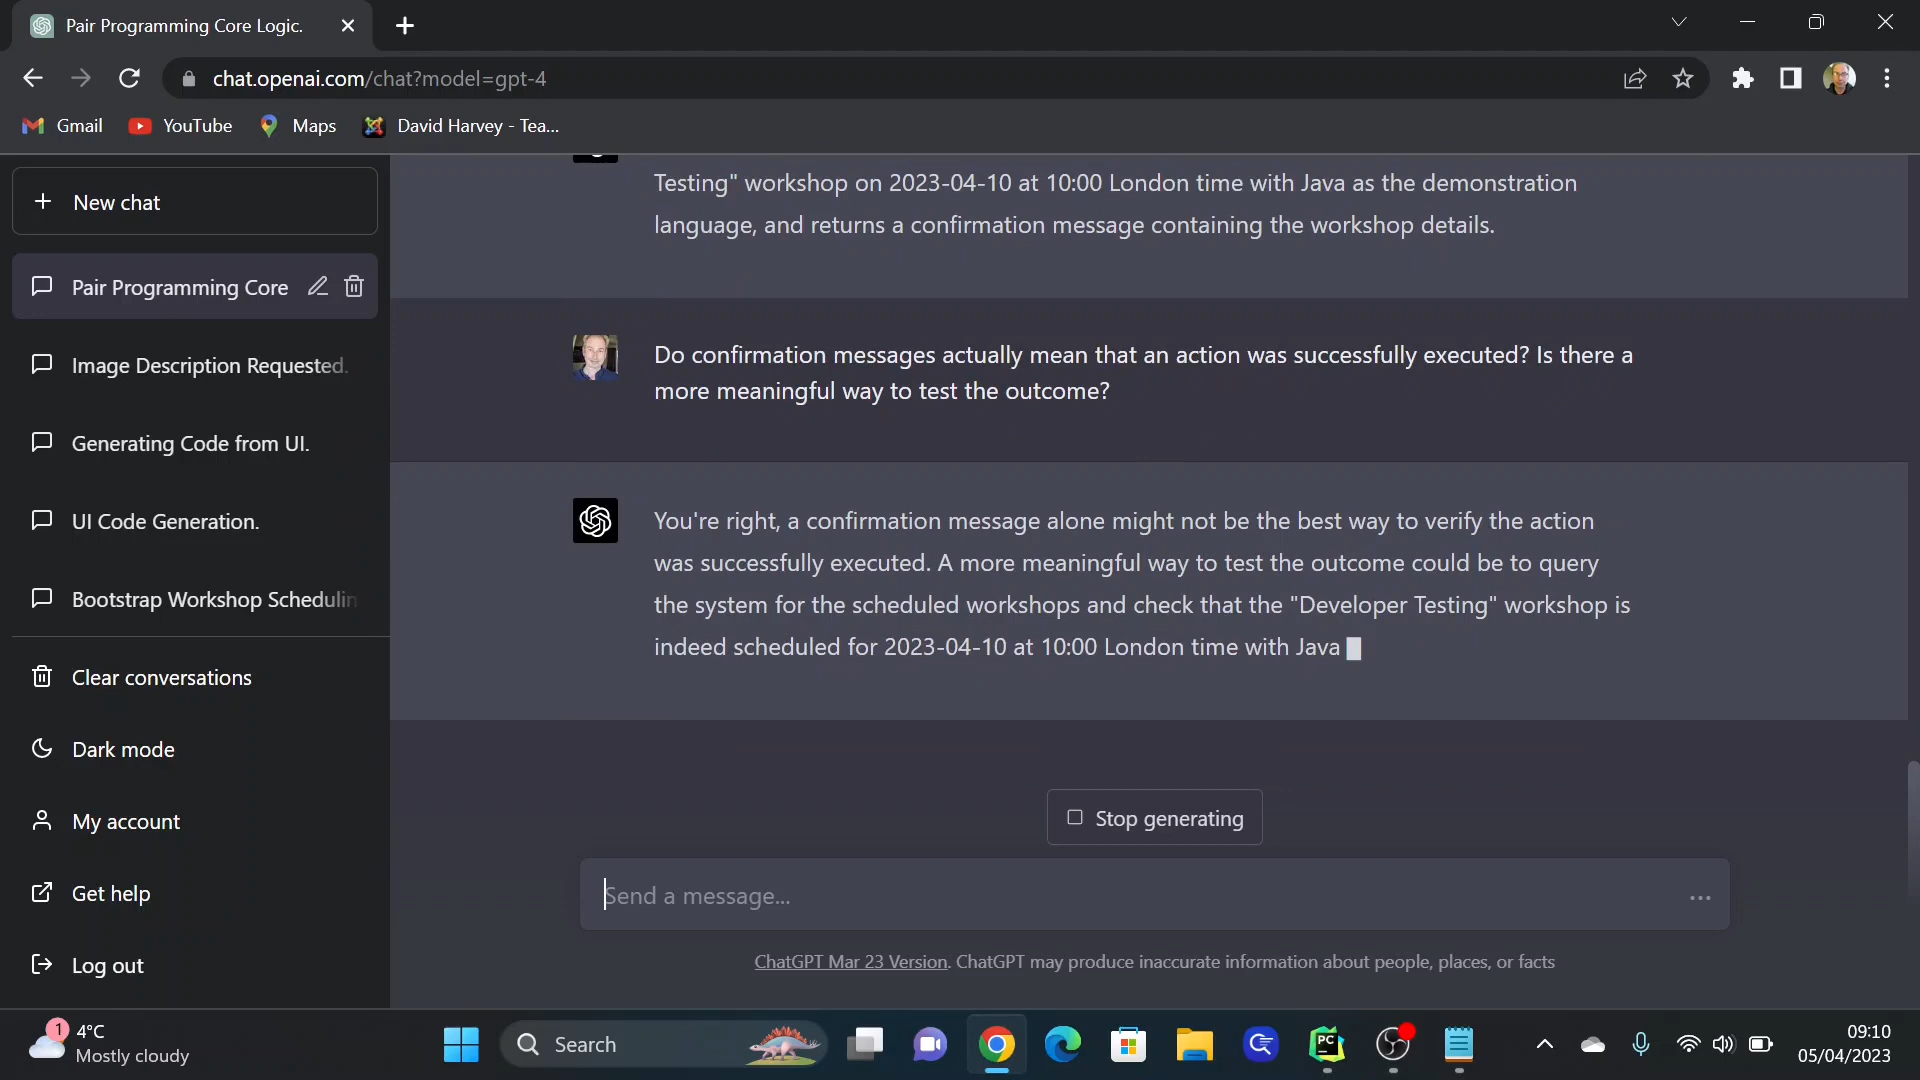 Pair Programming Core Logic.
chat.openai.com/chat?model=gpt-4
Gmail
YouTube
Maps
David Harvey - Tea...
New chat
Pair Programming Core
Image Description Requested.
Generating Code from UI.
UI Code Generation.
Bootstrap Workshop Schedulin
Clear conversations
Dark mode
My account
Get help
Log out
Testing" workshop on 2023-04-10 at 10:00 London time with Java as the demonstration
language, and returns a confirmation message containing the workshop details.
Do confirmation messages actually mean that an action was successfully executed? Is there a
more meaningful way to test the outcome?
You're right, a confirmation message alone might not be the best way to verify the action
was successfully executed. A more meaningful way to test the outcome could be to query
the system for the scheduled workshops and check that the "Developer Testing" workshop is
indeed scheduled for 2023-04-10 at 10:00 London time with Java
Stop generating
Send a message...
ChatGPT Mar 23 Version. ChatGPT may produce inaccurate information about people, places, or facts
1
4°C
Mostly cloudy
Search
PC
09:10
05/04/2023